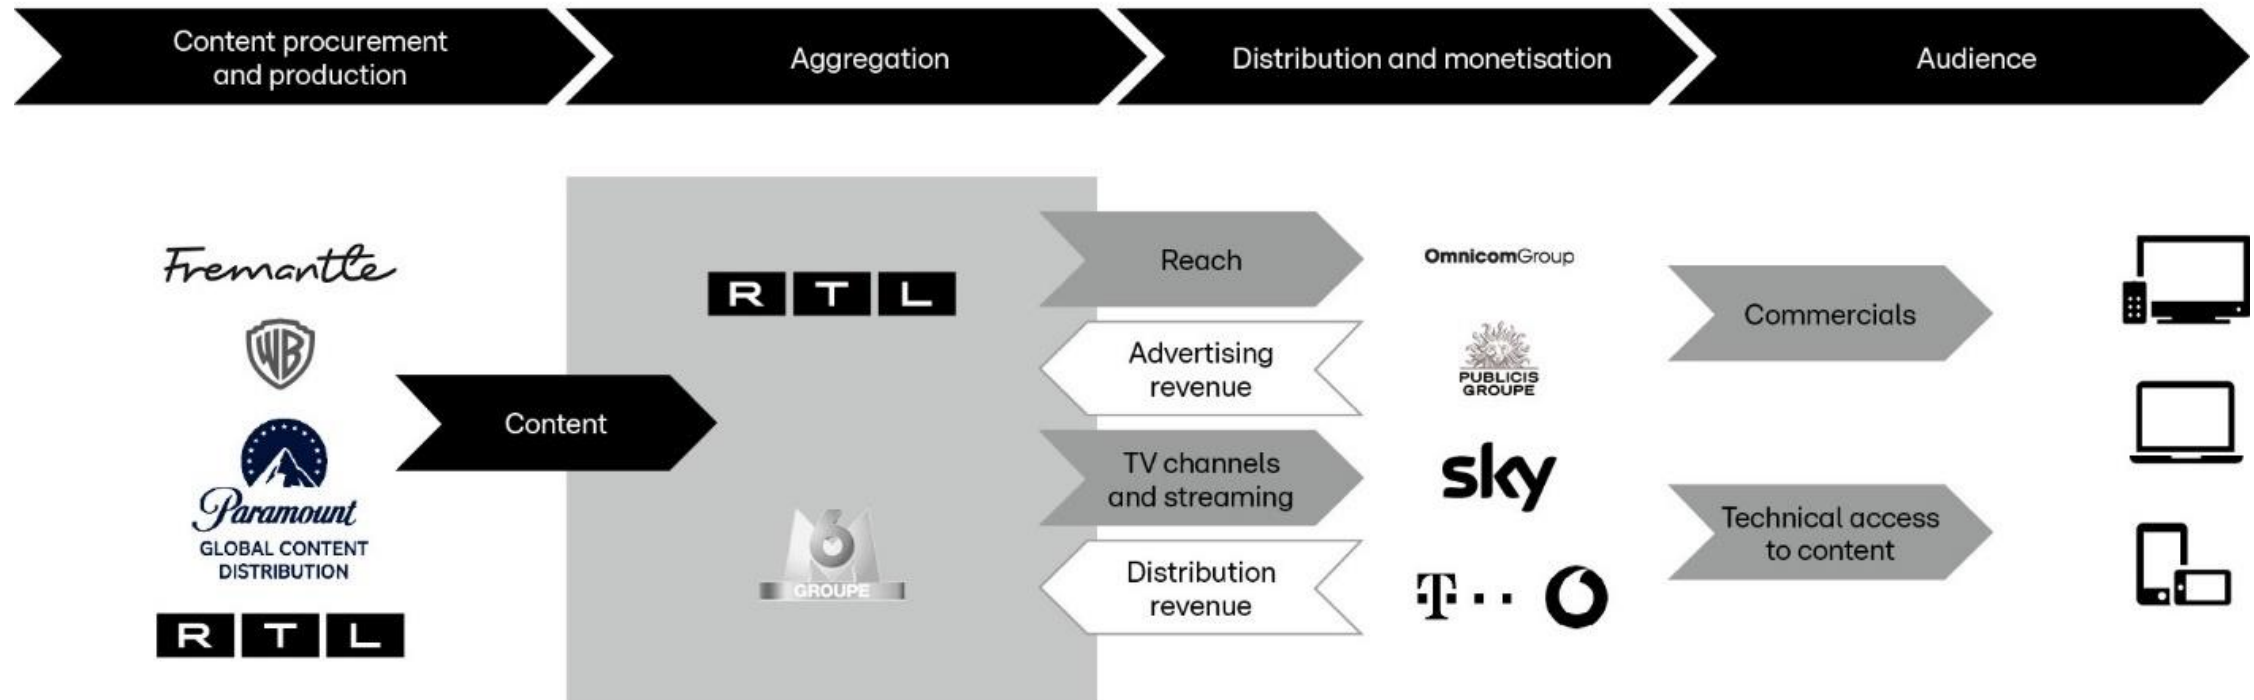 Content procurement
and production
Aggregation
Distribution and monetisation
Audience
Fremantle
WB
Paramount
GLOBAL CONTENT
DISTRIBUTION
RTL
Content
RTL
M6
GROUPE
Reach
Advertising
revenue
TV channels
and streaming
Distribution
revenue
OmnicomGroup
PUBLICIS
GROUPE
sky
T··
Commercials
Technical access
to content